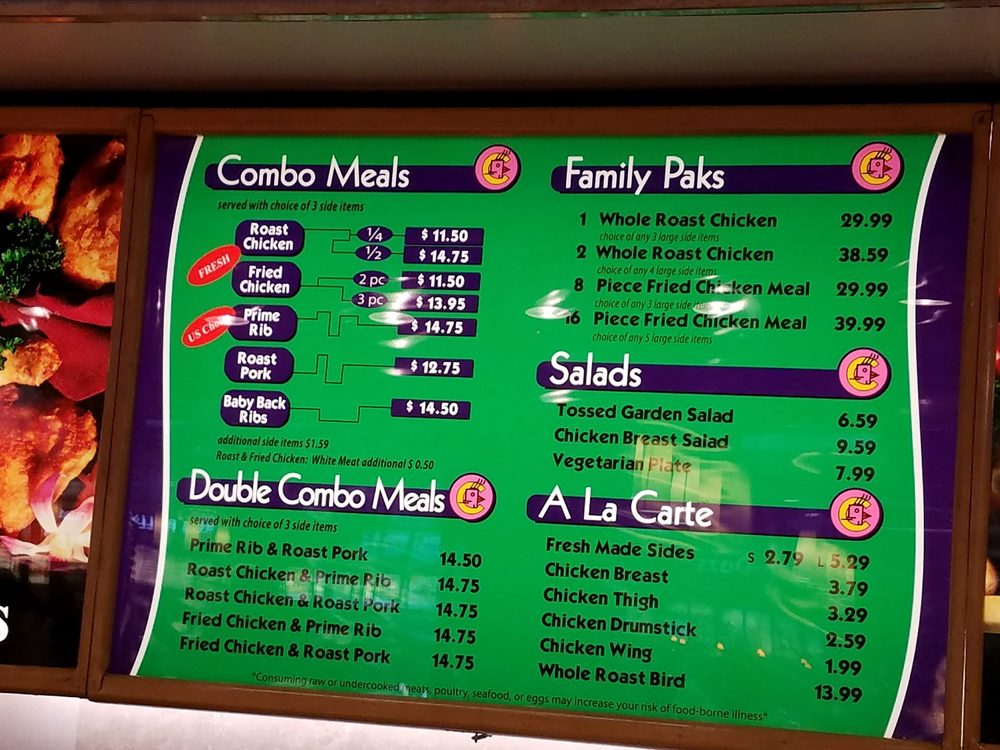 Combo Meals
served with choice of 3 side items
Roast Chicken 1/4 $ 11.50
1/2 $ 14.75
FRESH
Fried Chicken 2 pc $ 11.50
3 pc $ 13.95
US
Prime Rib $ 14.75
Roast Pork $ 12.75
Baby Back Ribs $ 14.50
additional side items $1.59
Roast & Fried Chicken: White Meat additional $ 0.50
Double Combo Meals
served with choice of 3 side items
Prime Rib & Roast Pork 14.50
Roast Chicken & Prime Rib 14.75
Roast Chicken & Roast Pork 14.75
Fried Chicken & Prime Rib 14.75
Fried Chicken & Roast Pork 14.75
Family Paks
1 Whole Roast Chicken 29.99
choice of any 3 large side items
2 Whole Roast Chicken 38.59
choice of any 4 large side items
8 Piece Fried Chicken Meal 29.99
choice of any 3 large side items
16 Piece Fried Chicken Meal 39.99
choice of any 5 large side items
Salads
Tossed Garden Salad 6.59
Chicken Breast Salad 9.59
Vegetarian Plate 7.99
A La Carte
Fresh Made Sides S 2.79 L 5.29
Chicken Breast 3.79
Chicken Thigh 3.29
Chicken Drumstick 2.59
Chicken Wing 1.99
Whole Roast Bird 13.99
*Consuming raw or undercooked meats, poultry, seafood, or eggs may increase your risk of food-borne illness*
S